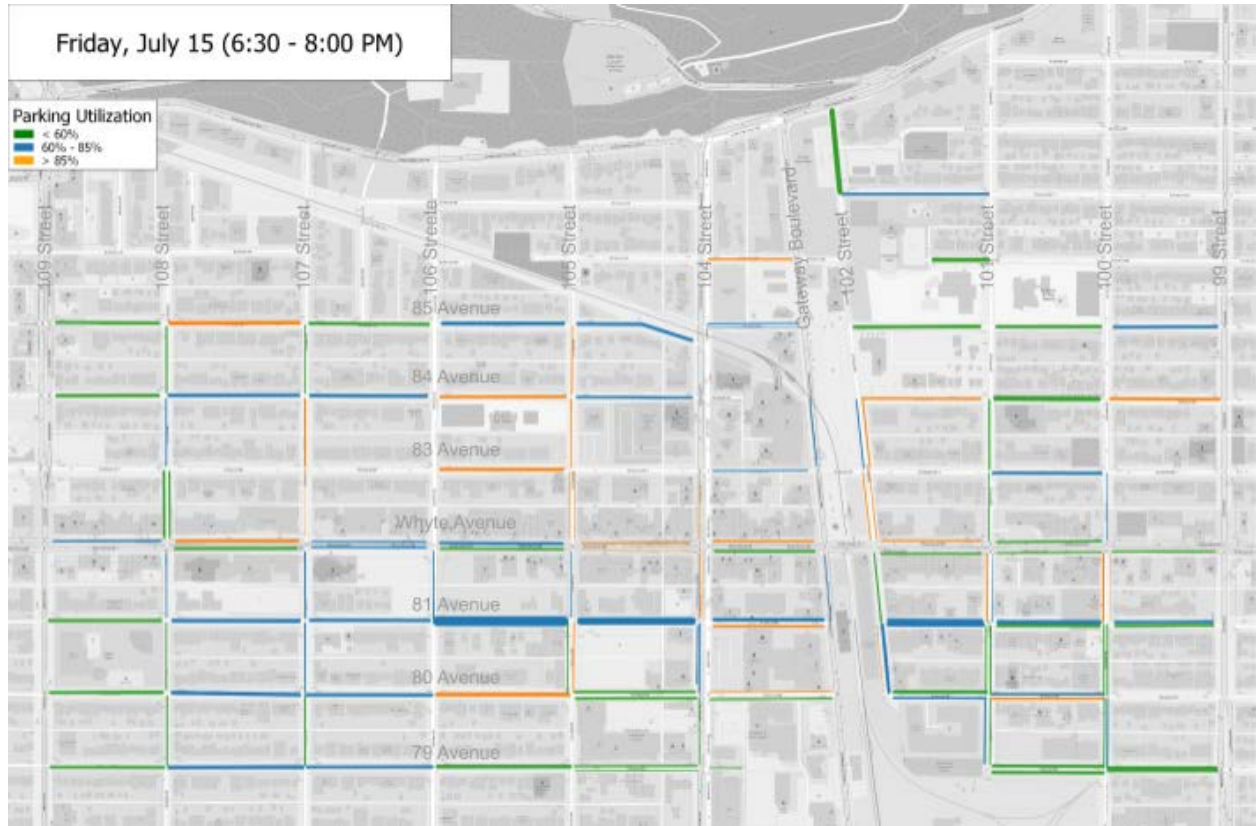 Friday, July 15 (6:30 - 8:00 PM)
Parking Utilization
< 60%
60% - 85%
> 85%
109 Street
108 Street
107 Street
106 Streete
105 Street
104 Street
Gateway Boulevard
102 Street
101 Street
100 Street
99 Street
85 Avenue
84 Avenue
83 Avenue
Whyte Avenue
81 Avenue
80 Avenue
79 Avenue